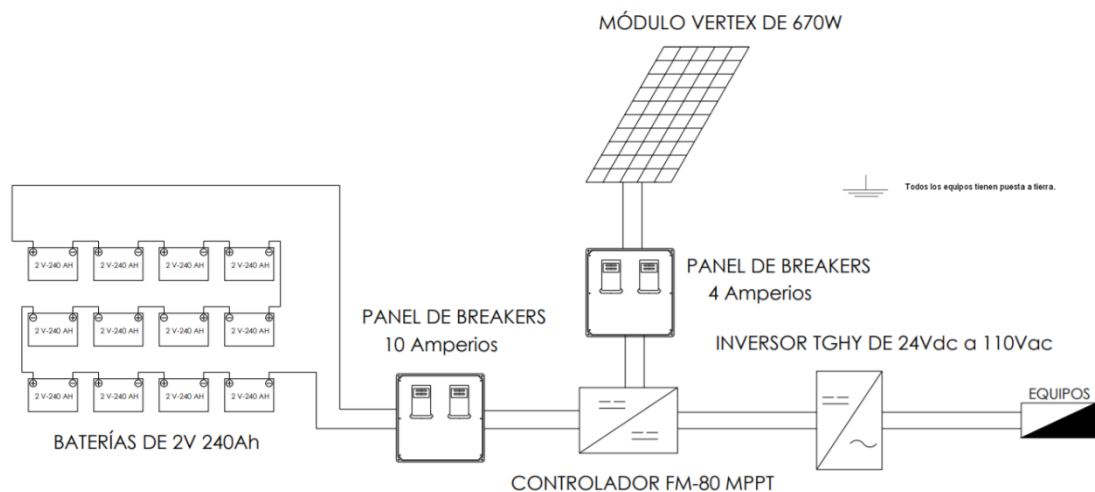 MÓDULO VERTEX DE 670W
Todos los equipos tienen puesta a tierra.
2 V-240 AH
2 V-240 AH
2 V-240 AH
2 V-240 AH
PANEL DE BREAKERS
4 Amperios
2 V-240 AH
2 V-240 AH
2 V-240 AH
2 V-240 AH
PANEL DE BREAKERS
10 Amperios
INVERSOR TGHY DE 24Vdc a 110Vac
2 V-240 AH
2 V-240 AH
2 V-240 AH
2 V-240 AH
EQUIPOS
BATERÍAS DE 2V 240Ah
CONTROLADOR FM-80 MPPT